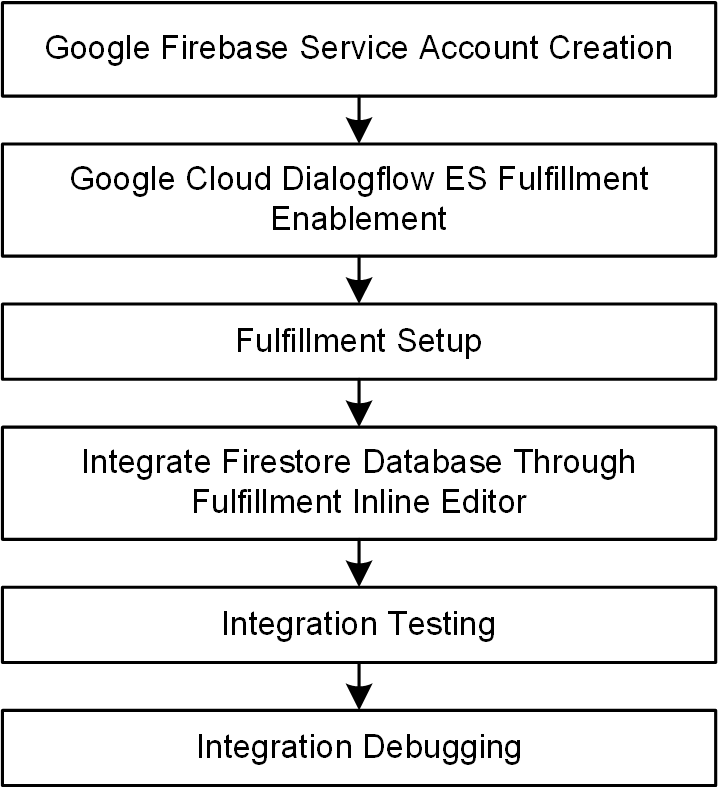 Google Firebase Service Account Creation
Google Cloud Dialogflow ES Fulfillment
Enablement
Fulfillment Setup
Integrate Firestore Database Through
Fulfillment Inline Editor
Integration Testing
Integration Debugging